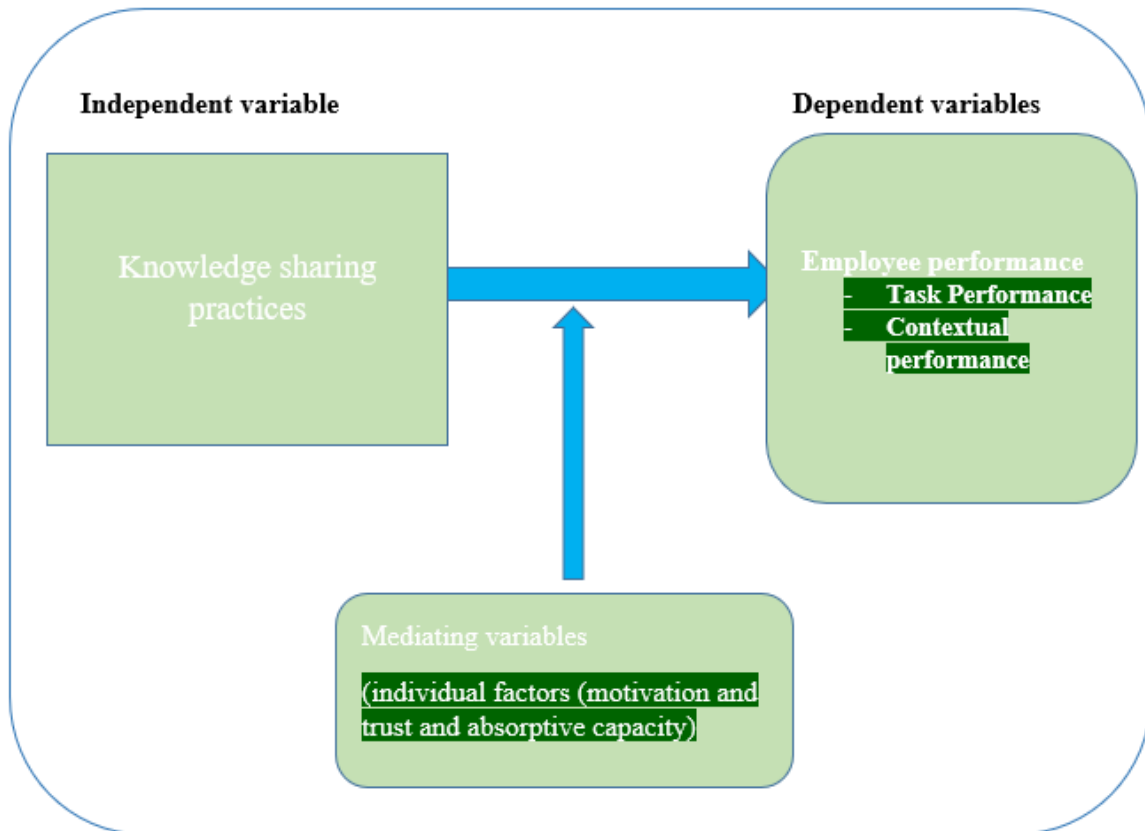 Independent variable
Dependent variables
Knowledge sharing
practices
Employee performance
- Task Performance
- Contextual
performance
Mediating variables
(individual factors (motivation and
trust and absorptive capacity)